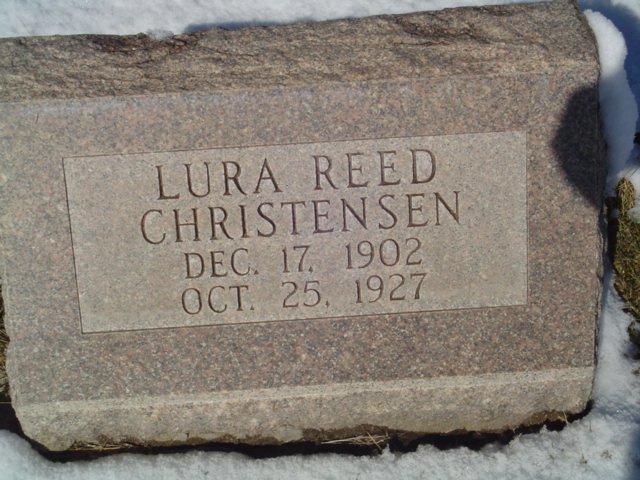 LURA REED
CHRISTENSEN
DEC. 17, 1902
OCT. 25, 1927